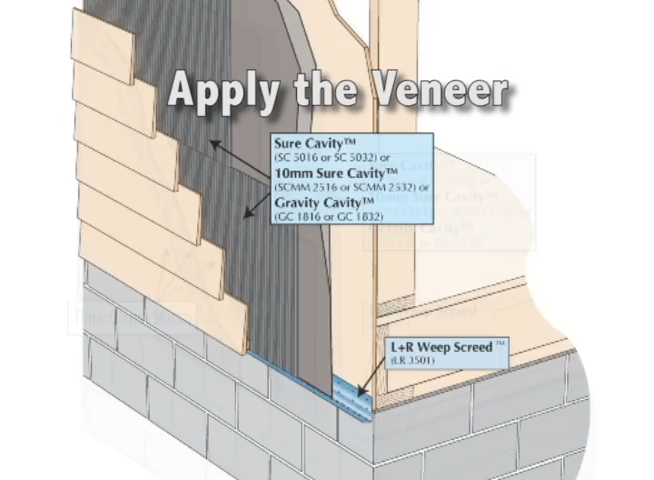 Apply the Veneer
Sure Cavity™
(SC 5016 or SC 5032) or
10mm Sure Cavity™
(SCMM 2516 or SCMM 2532) or
Gravity Cavity™
(GC 1816 or GC 1832)
L+R Weep Screed™
(LR 3501)